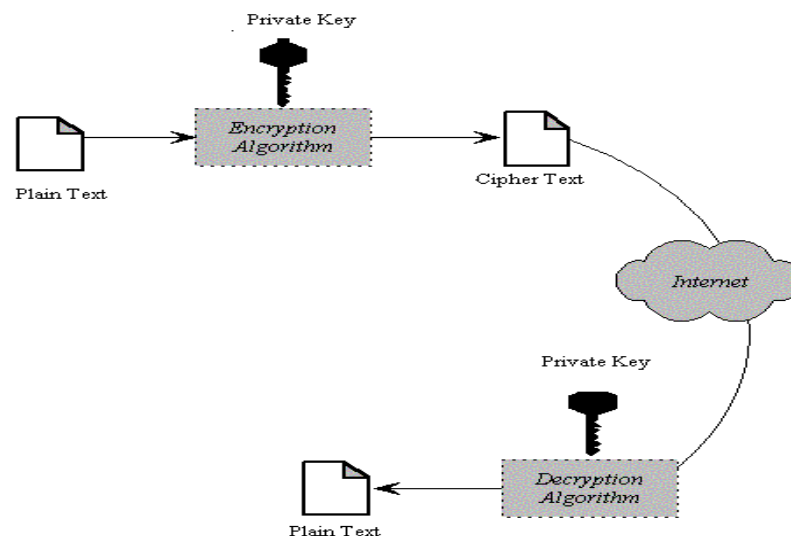 Private Key
Encryption
Algorithm
Plain Text
Cipher Text
Internet
Private Key
Decryption
Algorithm
Plain Text